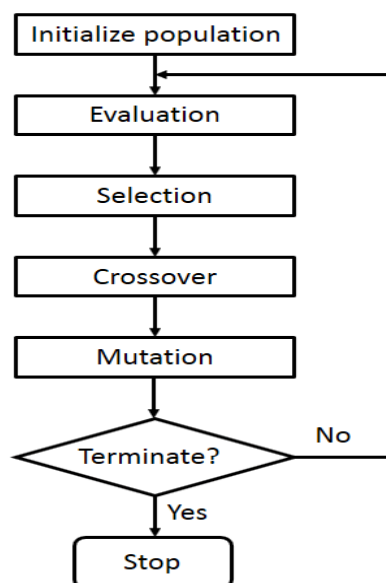 Initialize population
Evaluation
Selection
Crossover
Mutation
Terminate?
No
Yes
Stop